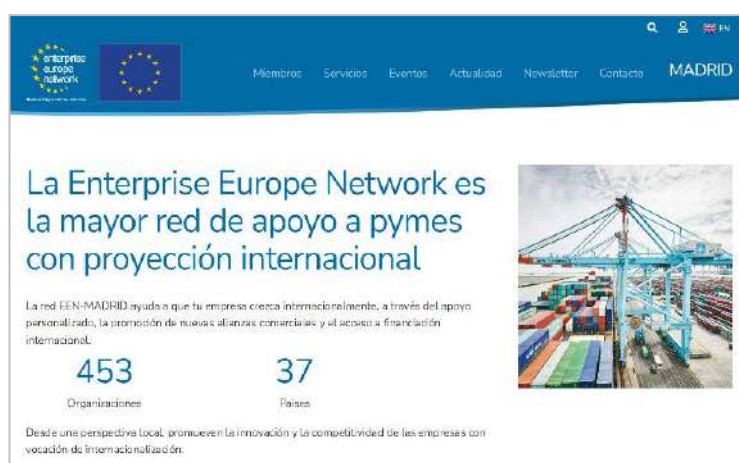 EN
enterprise
europe
network
Miembros Servicios Eventos Actualidad Newsletter Contacto MADRID
La Enterprise Europe Network es
la mayor red de apoyo a pymes
con proyección internacional
La red EEN-MADRID ayuda a que tu empresa crezca internacionalmente, a través del apoyo
personalizado, la promoción de nuevas alianzas comerciales y el acceso a financiación
internacional.
453 37
Organizaciones Países
Desde una perspectiva local, promueven la innovación y la competitividad de las empresas con
vocación de internacionalización.